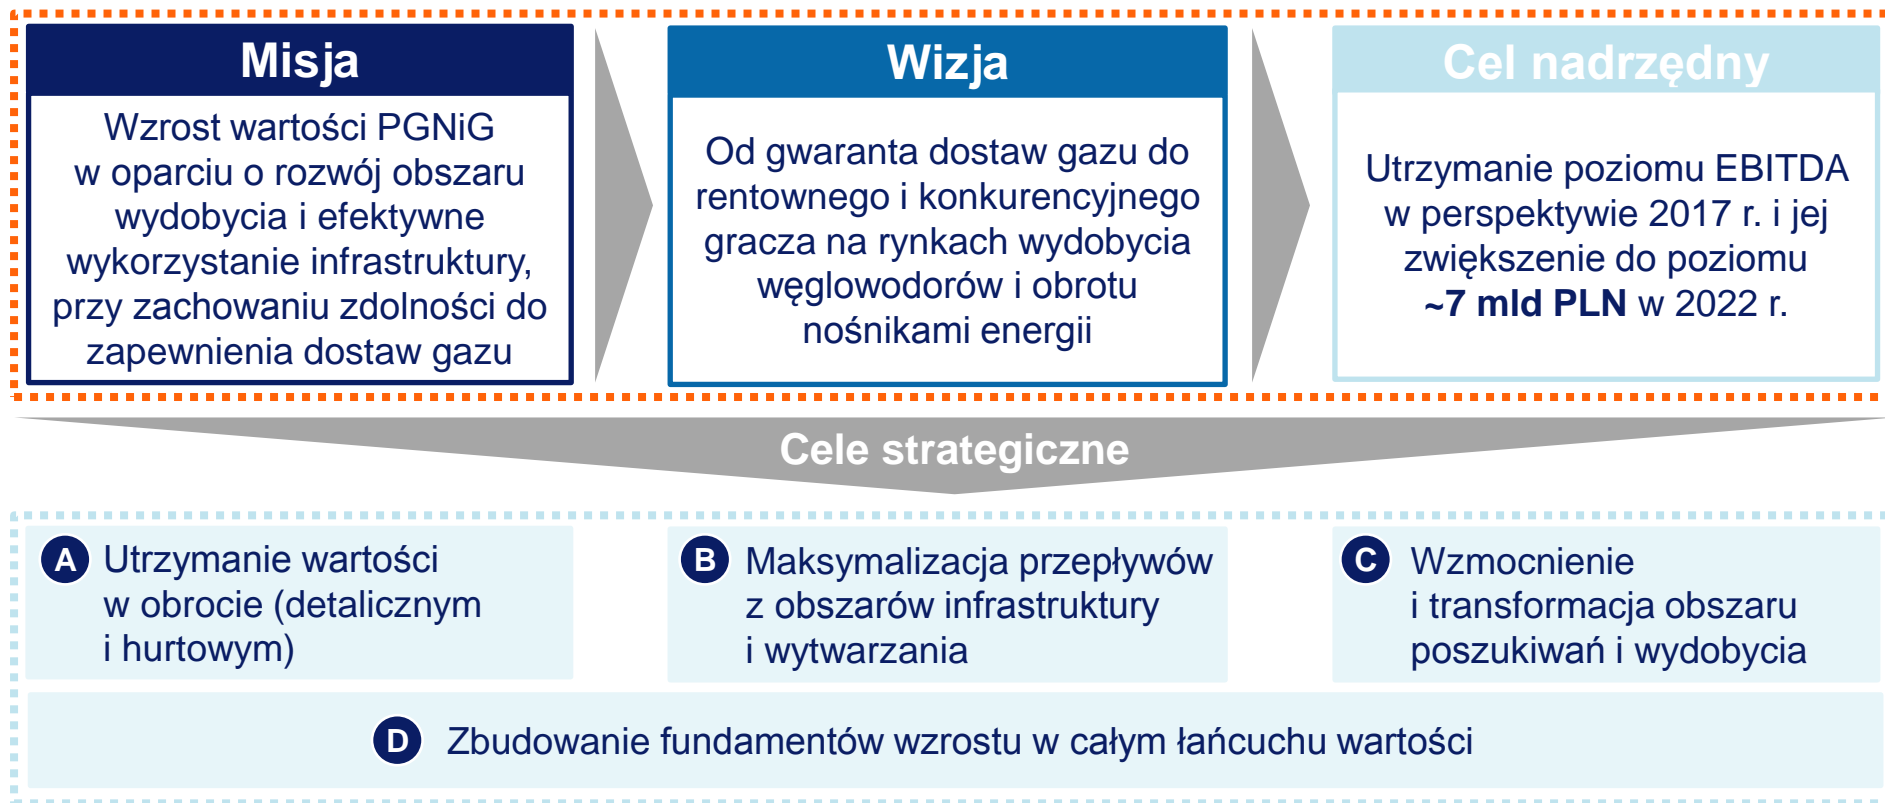 Misja
Wzrost wartości PGNiG
w oparciu o rozwój obszaru
wydobycia i efektywne
wykorzystanie infrastruktury,
przy zachowaniu zdolności do
zapewnienia dostaw gazu
Wizja
Od gwaranta dostaw gazu do
rentownego i konkurencyjnego
gracza na rynkach wydobycia
węglowodorów i obrotu
nośnikami energii
Cel nadrzędny
Utrzymanie poziomu EBITDA
w perspektywie 2017 r. i jej
zwiększenie do poziomu
~7 mld PLN w 2022 r.
Cele strategiczne
A Utrzymanie wartości
w obrocie (detalicznym
i hurtowym)
B Maksymalizacja przepływów
z obszarów infrastruktury
i wytwarzania
C Wzmocnienie
i transformacja obszaru
poszukiwań i wydobycia
D Zbudowanie fundamentów wzrostu w całym łańcuchu wartości